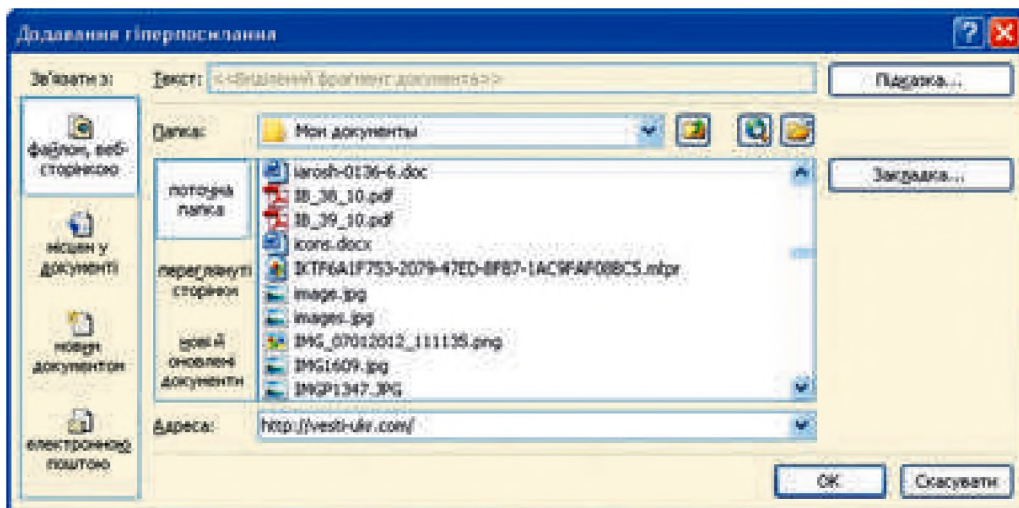 Додавання гіперпосилання
Зв'язати з:
Текст: <<Виділений фрагмент документа>>
Підказка...
файлом, веб-
сторінкою
Папка: Мои документы
Закладка...
поточна
папка
iarosh-0136-6.doc
IB_38_10.pdf
IB_39_10.pdf
icons.docx
місцем у
документі
переглянуті
сторінки
image.jpg
images.jpg
IMG_07012012_111135.png
IMG1609.jpg
IMGP1347.JPG
новим
документом
нові й
оновлені
документи
електронною
поштою
Адреса: http://vesti-ukr.com/
ОК
Скасувати